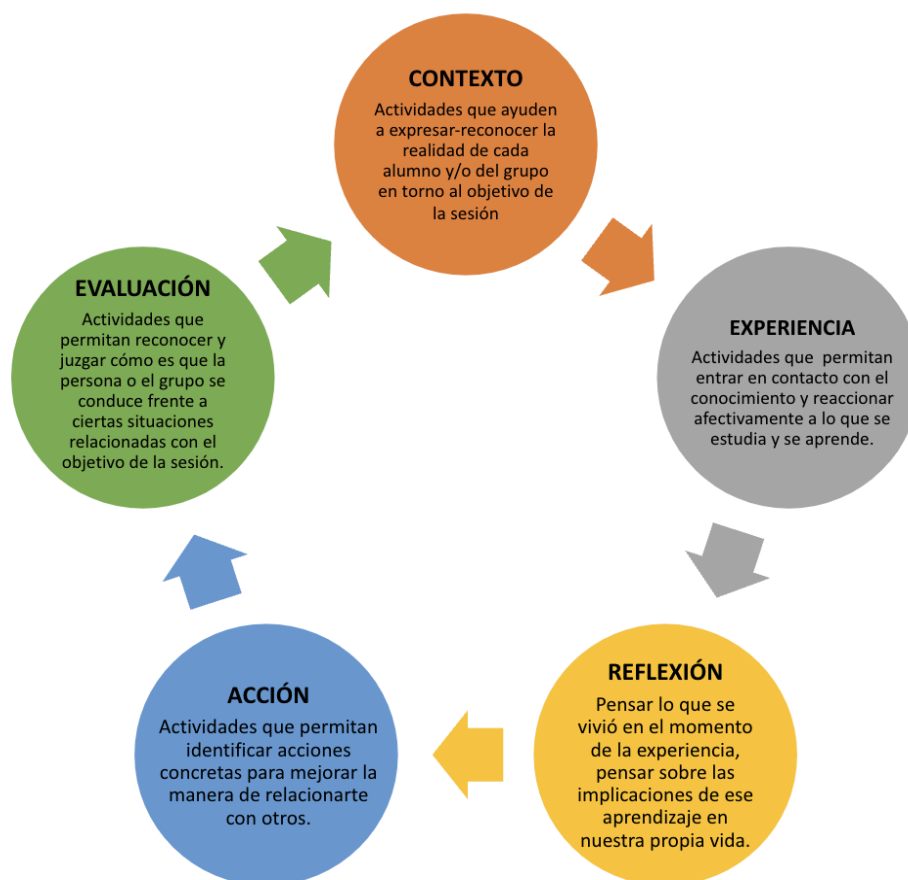 CONTEXTO
Actividades que ayuden
a expresar-reconocer la
realidad de cada
alumno y/o del grupo
en torno al objetivo de
la sesión
EXPERIENCIA
Actividades que  permitan
entrar en contacto con el
conocimiento y reaccionar
afectivamente a lo que se
estudia y se aprende.
REFLEXIÓN
Pensar lo que se
vivió en el momento
de la experiencia,
pensar sobre las
implicaciones de ese
aprendizaje en
nuestra propia vida.
ACCIÓN
Actividades que permitan
identificar acciones
concretas para mejorar la
manera de relacionarte
con otros.
EVALUACIÓN
Actividades que
permitan reconocer y
juzgar cómo es que la
persona o el grupo se
conduce frente a
ciertas situaciones
relacionadas con el
objetivo de la sesión.